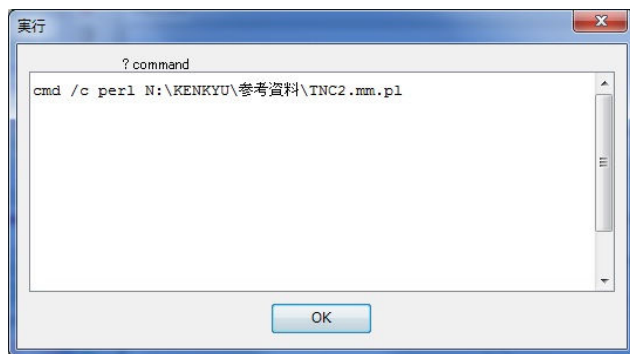 実行
? command
cmd /c perl N:\KENKYU\参考資料\TNC2.mm.pl
OK